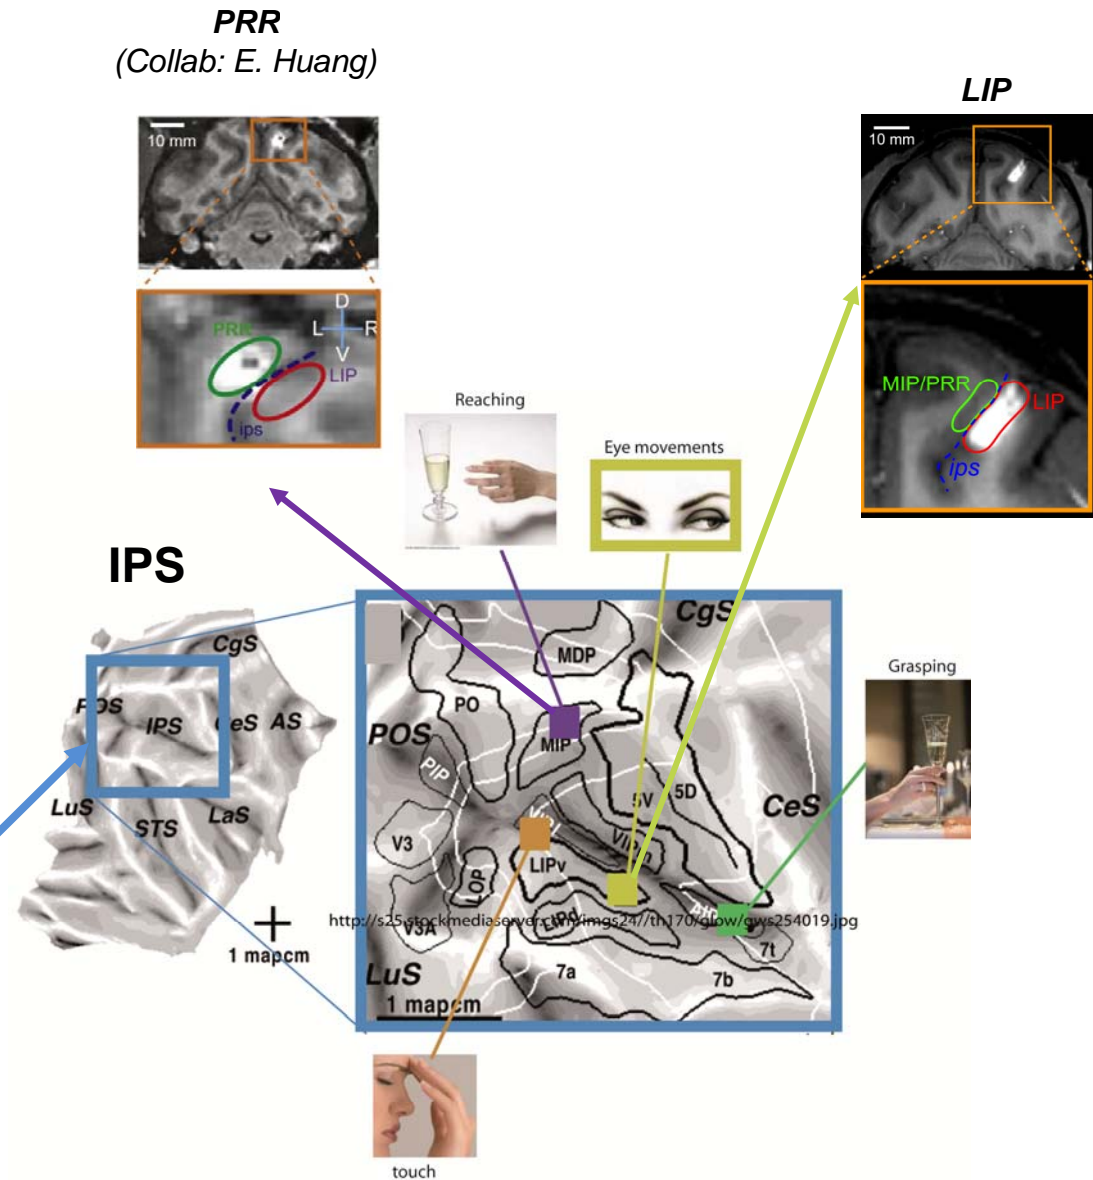 PRR
(Collab: E. Huang)
LIP
10 mm
10 mm
D
L
R
V
PRR
LIP
ips
MIP/PRR
LIP
ips
Reaching
Eye movements
Grasping
IPS
CgS
POS
IPS
CeS
AS
LuS
STS
LaS
1 mapcm
CgS
MDP
PO
POS
MIP
PIP
5V
5D
CeS
V3
LIPv
LOP
V3A
LIPd
http://s25.stockmediaserver.com/imgs24//th170/glow/gws254019.jpg
7t
LuS
7a
7b
1 mapcm
touch